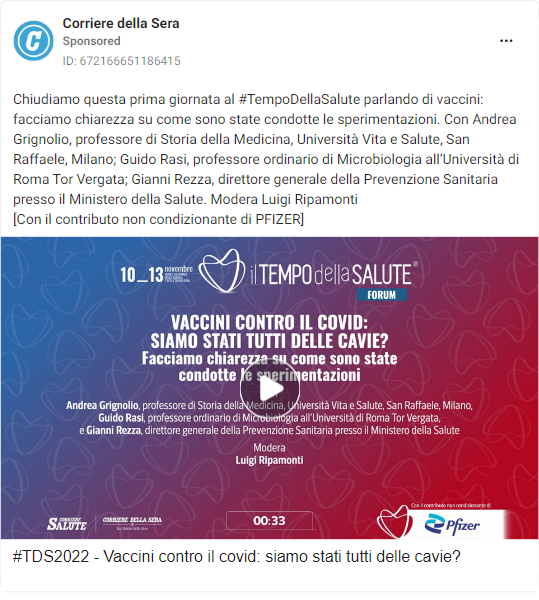 Corriere della Sera
Sponsored
ID: 672166651186415
Chiudiamo questa prima giornata al #TempoDellaSalute parlando di vaccini:
facciamo chiarezza su come sono state condotte le sperimentazioni. Con Andrea
Grignolio, professore di Storia della Medicina, Università Vita e Salute, San
Raffaele, Milano; Guido Rasi, professore ordinario di Microbiologia all'Università di
Roma Tor Vergata; Gianni Rezza, direttore generale della Prevenzione Sanitaria
presso il Ministero della Salute. Modera Luigi Ripamonti
[Con il contributo non condizionante di PFIZER]
10_13 novembre
il TEMPO della SALUTE®
FORUM
VACCINI CONTRO IL COVID:
SIAMO STATI TUTTI DELLE CAVIE?
Facciamo chiarezza su come sono state
condotte le sperimentazioni
Andrea Grignolio, professore di Storia della Medicina, Università Vita e Salute, San Raffaele, Milano,
Guido Rasi, professore ordinario di Microbiologia all'Università di Roma Tor Vergata,
e Gianni Rezza, direttore generale della Prevenzione Sanitaria presso il Ministero della Salute
Modera
Luigi Ripamonti
Con il contributo non condizionante di
CORRIERE SALUTE
CORRIERE DELLA SERA
La libertà delle idee
00:33
Pfizer
#TDS2022 - Vaccini contro il covid: siamo stati tutti delle cavie?